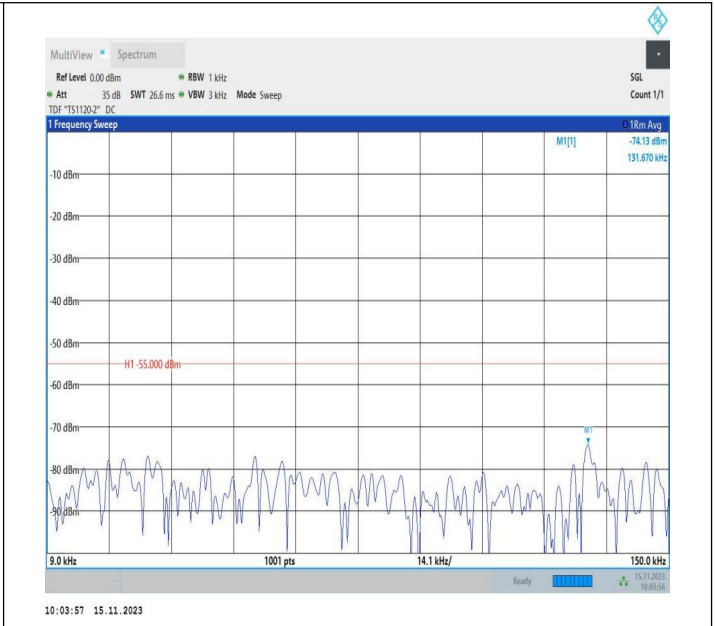 R S
MultiView Spectrum
Ref Level 0.00 dBm RBW 1 kHz SGL
Att 35 dB SWT 26.6 ms VBW 3 kHz Mode Sweep Count 1/1
TDF "TS1120-2" DC
1 Frequency Sweep 1Rm Avg
M1[1] -74.13 dBm
131.670 kHz
-10 dBm
-20 dBm
-30 dBm
-40 dBm
-50 dBm
H1 -55.000 dBm
-60 dBm
-70 dBm
M1
-80 dBm
-90 dBm
9.0 kHz 1001 pts 14.1 kHz/ 150.0 kHz
Ready 15.11.2023
10:03:56
10:03:57 15.11.2023